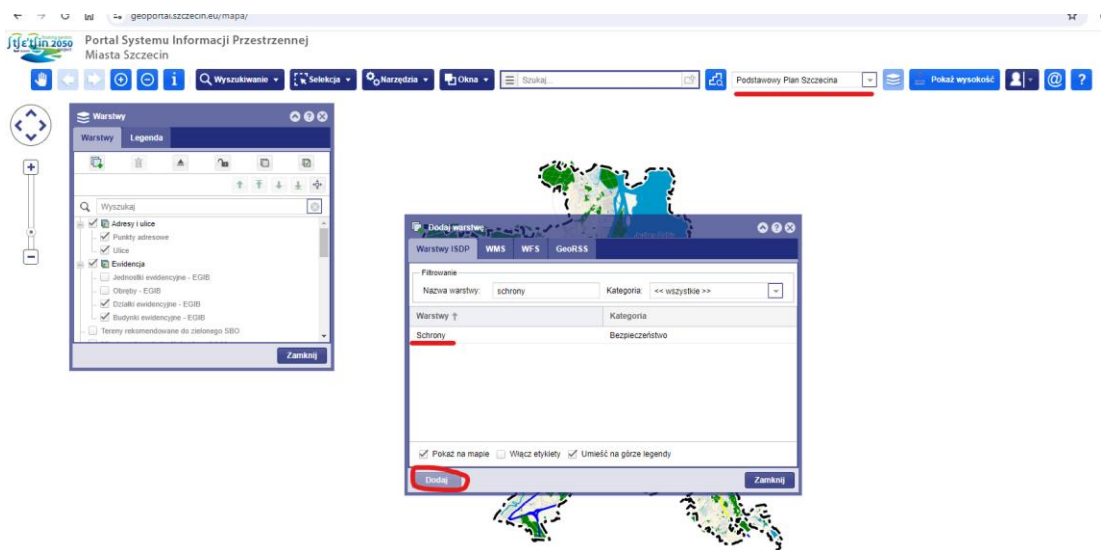 geoportal.szczecin.eu/mapa/
2050
Portal Systemu Informacji Przestrzennej
Miasta Szczecin
Wyszukiwanie
Selekcja
Narzędzia
Okna
Szukaj...
Podstawowy Plan Szczecina
Pokaż wysokość
Warstwy
Warstwy Legenda
Wyszukaj
Adresy i ulice
Punkty adresowe
Ulice
Ewidencja
Jednostki ewidencyjne - EGIB
Obręby - EGIB
Działki ewidencyjne - EGIB
Budynki ewidencyjne - EGIB
Tereny rekomendowane do zielonego SBO
Zamknij
Dodaj warstwę
Warstwy ISDP WMS WFS GeoRSS
Filtrowanie
Nazwa warstwy: schrony Kategoria: << wszystkie >>
Warstwy ↑ Kategoria
Schrony Bezpieczeństwo
Pokaż na mapie Włącz etykiety Umieść na górze legendy
Dodaj Zamknij